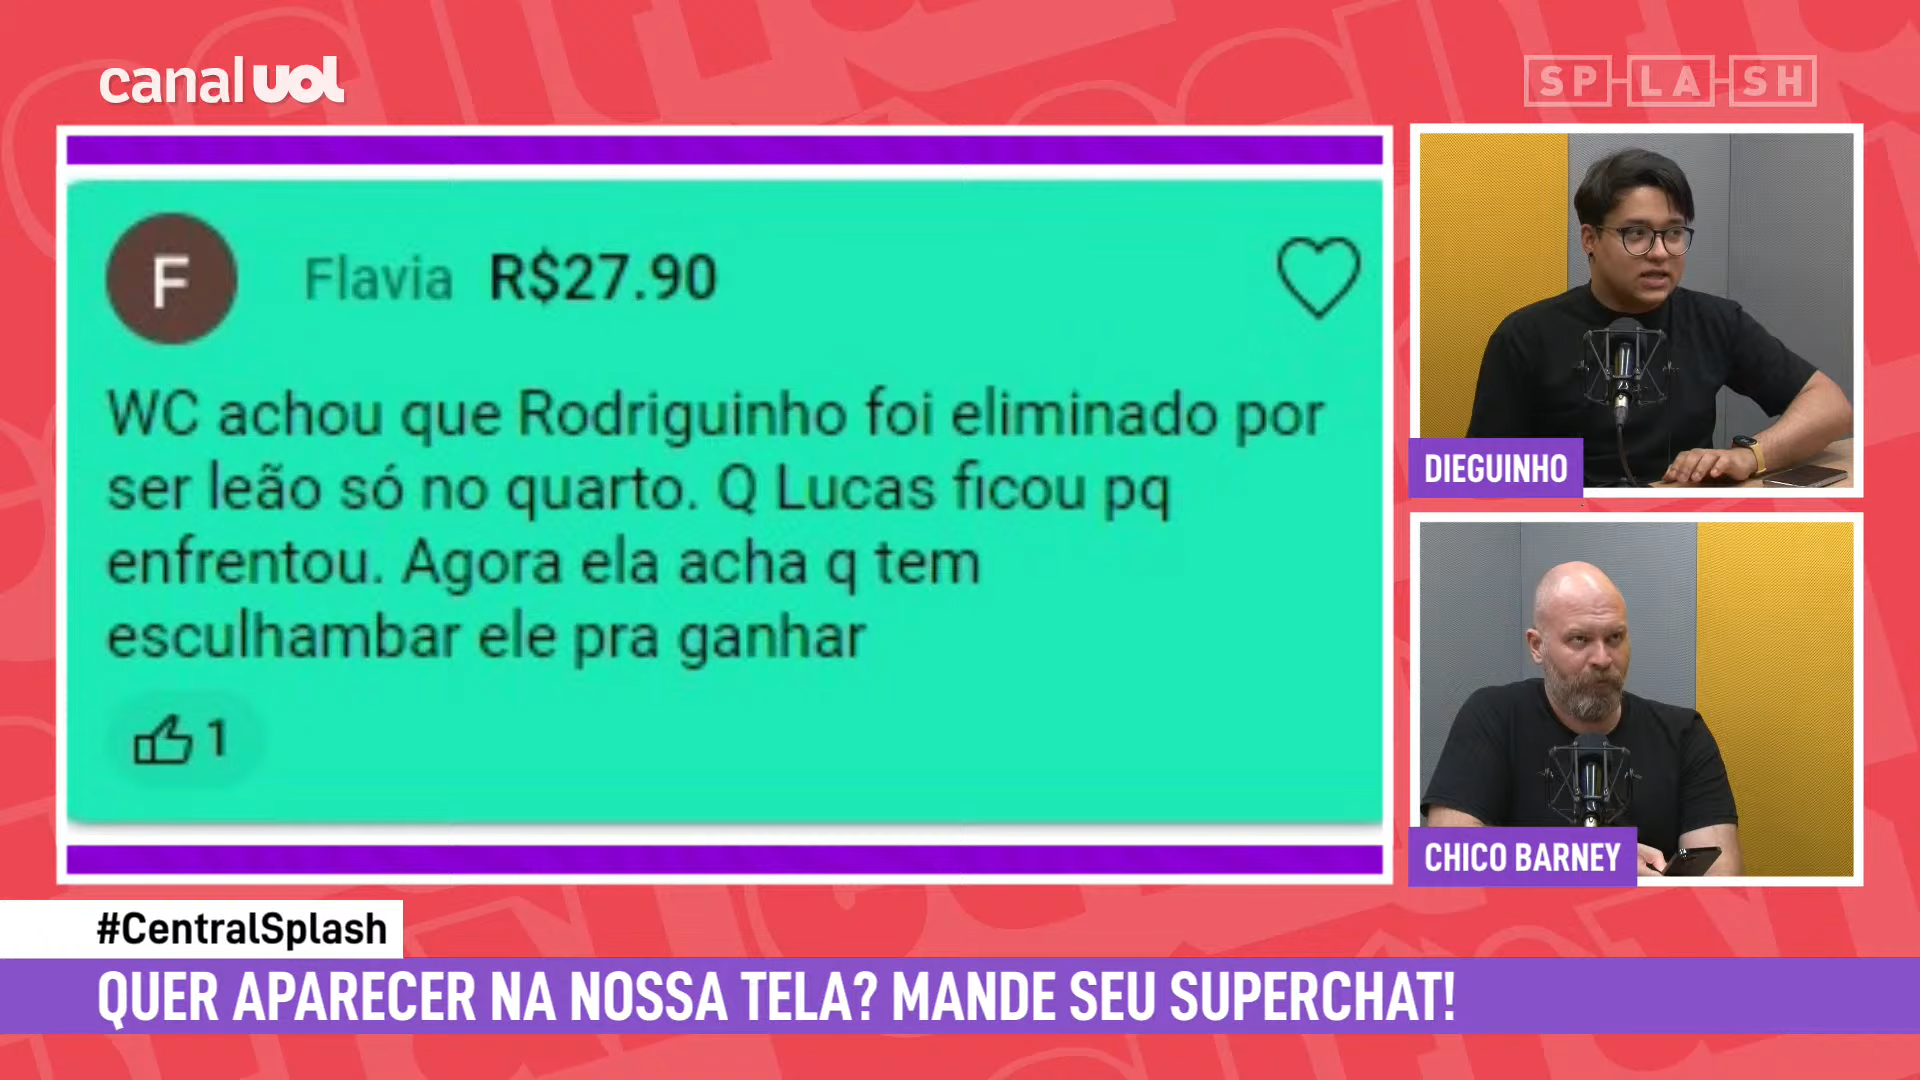 canal UOL
SPLASH
F
Flavia R$27.90
WC achou que Rodriguinho foi eliminado por
ser leão só no quarto. Q Lucas ficou pq
enfrentou. Agora ela acha q tem
esculhambar ele pra ganhar
1
DIEGUINHO
CHICO BARNEY
#CentralSplash
QUER APARECER NA NOSSA TELA? MANDE SEU SUPERCHAT!